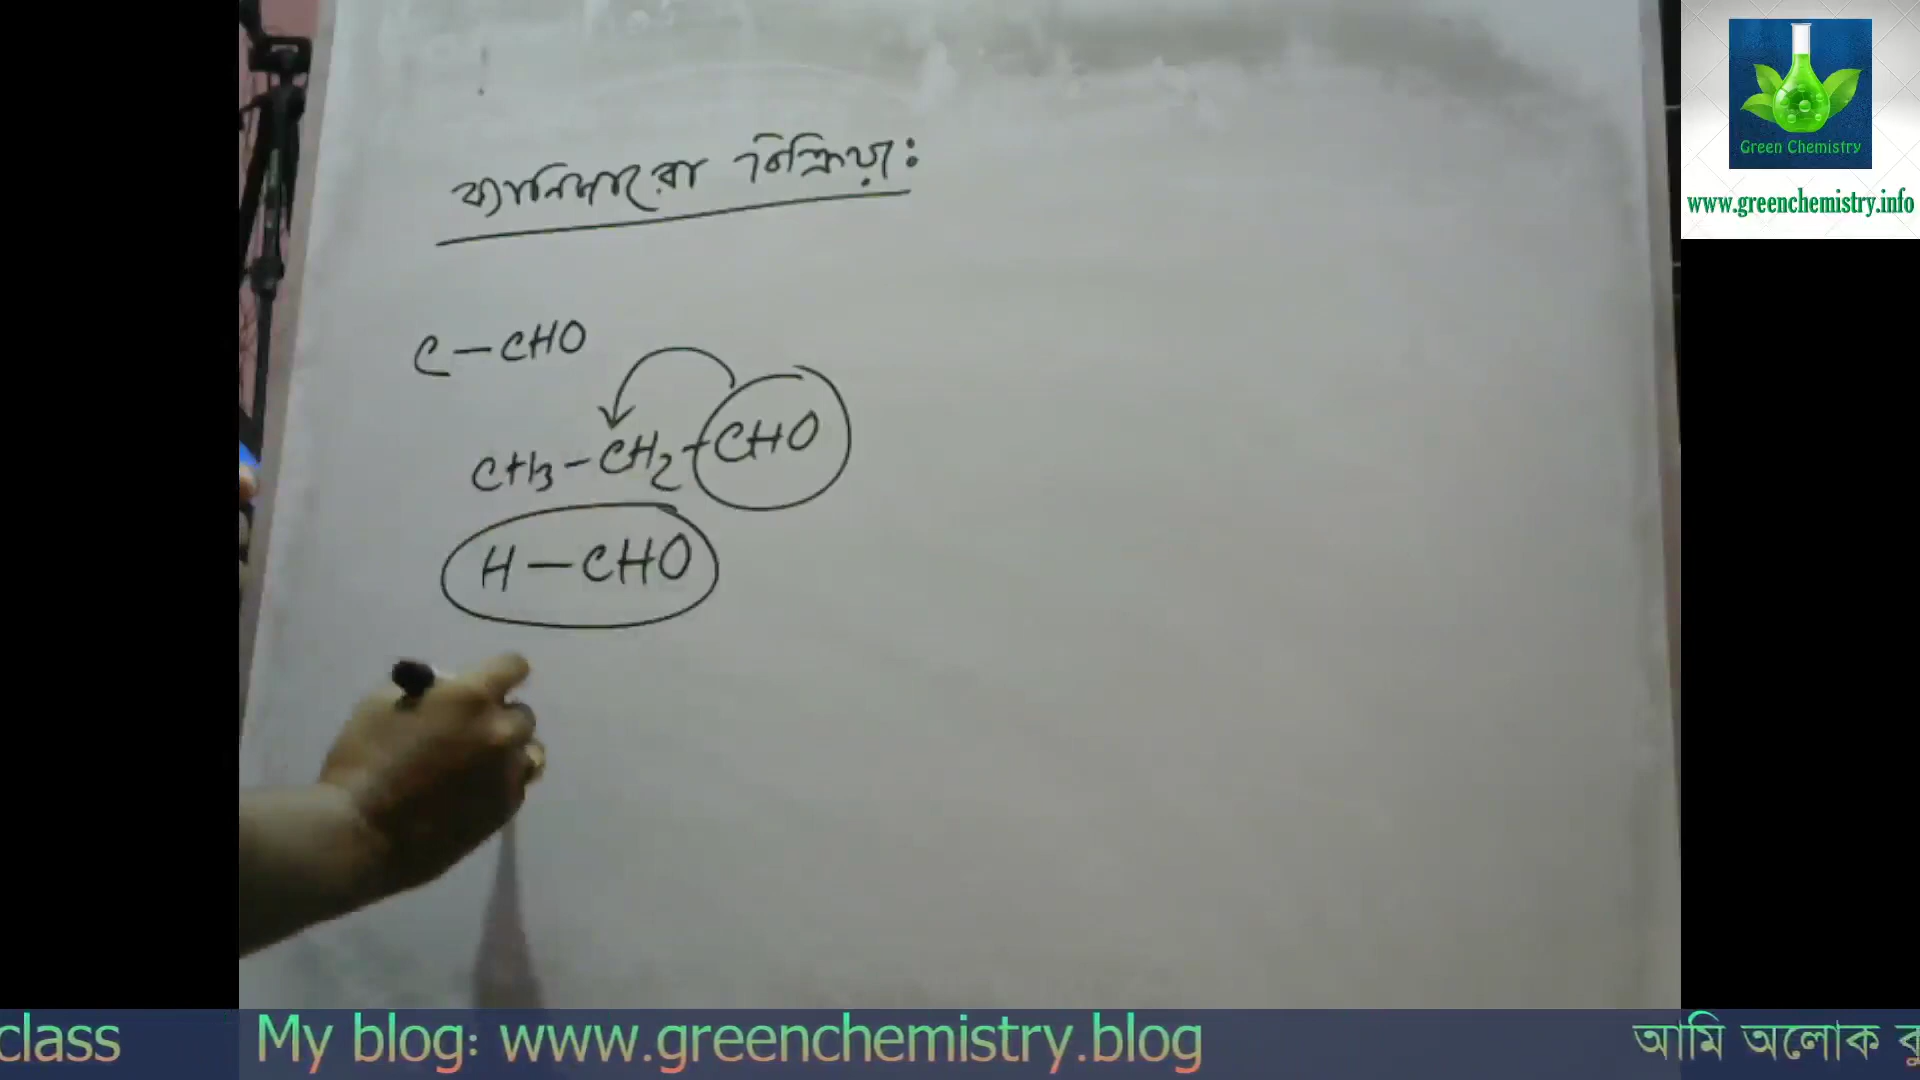 ক্যানিজারো বিক্রিয়া:
C—CHO
CH3—CH2—CHO
H—CHO
Green Chemistry
www.greenchemistry.info
class My blog: www.greenchemistry.blog আমি অলোক কু